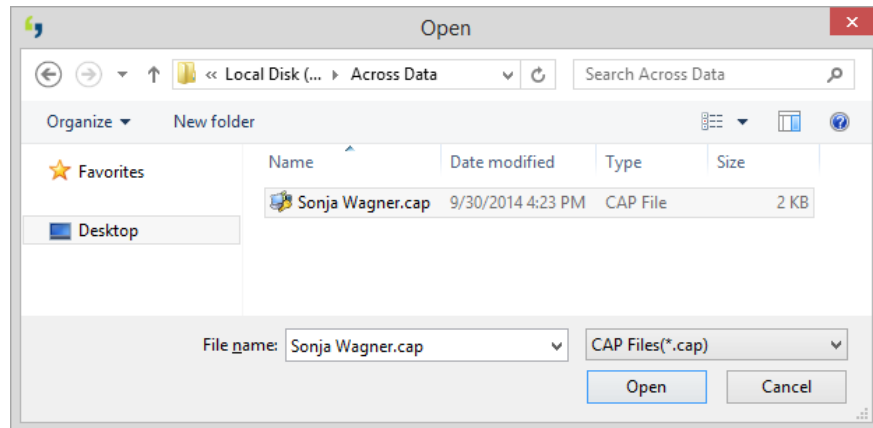 Open
« Local Disk (... Across Data
Search Across Data
Organize New folder
Favorites
Desktop
Name Date modified Type Size
Sonja Wagner.cap 9/30/2014 4:23 PM CAP File 2 KB
File name: Sonja Wagner.cap CAP Files(*.cap)
Open Cancel